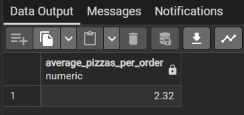 Data Output Messages Notifications
average_pizzas_per_order
numeric
1 2.32